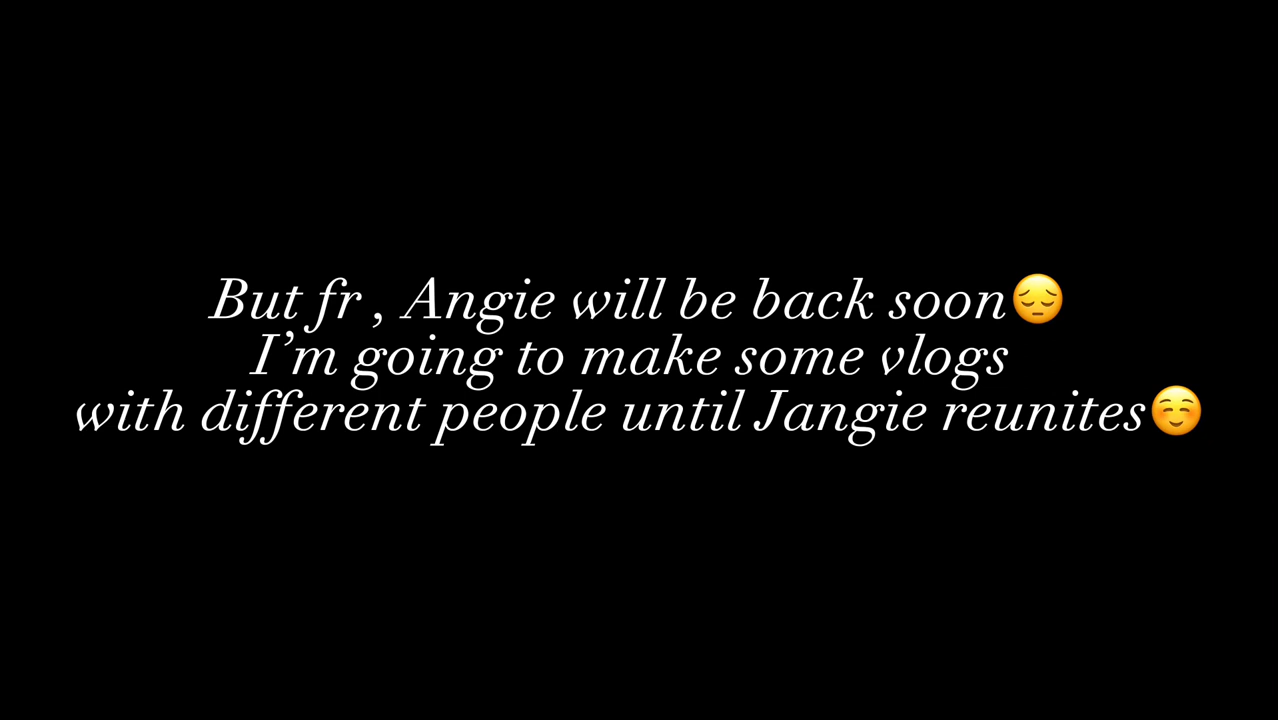 But fr , Angie will be back soon😔
I’m going to make some vlogs
with different people until Jangie reunites☺️